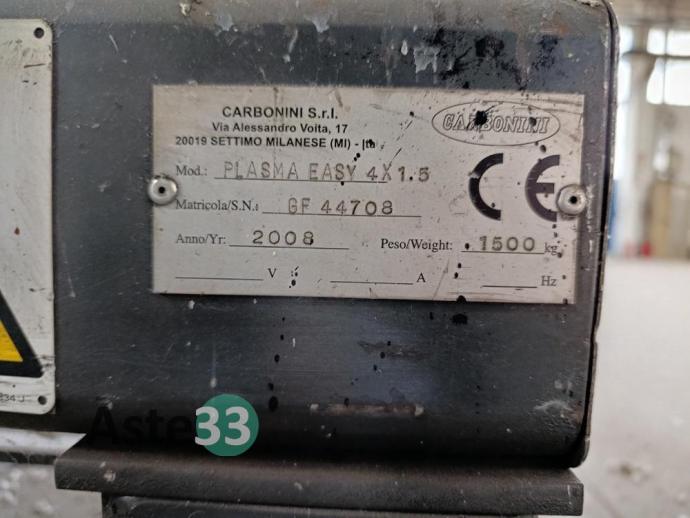 CARBONINI S.r.l.
Via Alessandro Volta, 17
20019 SETTIMO MILANESE (MI) -
CARBONINI
Mod.: PLASMA EASY 4X1.5
CE
Matricola/S.N.: GF 44708
Anno/Yr: 2008 Peso/Weight: 1500 kg
V A Hz
Aste33